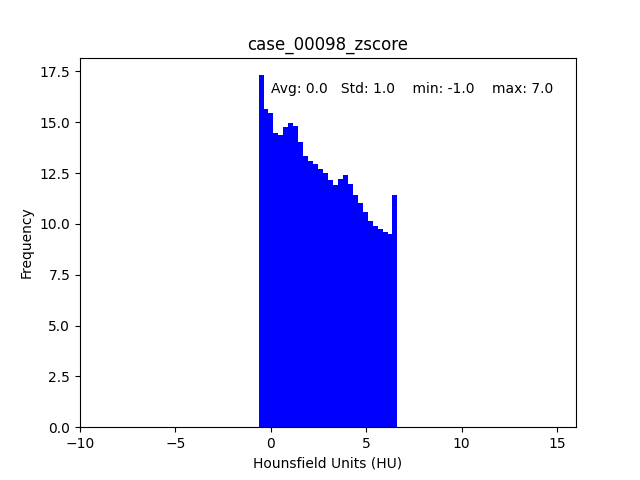 case_00098_zscore
Avg: 0.0 Std: 1.0 min: -1.0 max: 7.0
Frequency
17.5
15.0
12.5
10.0
7.5
5.0
2.5
0.0
−10 −5 0 5 10 15
Hounsfield Units (HU)